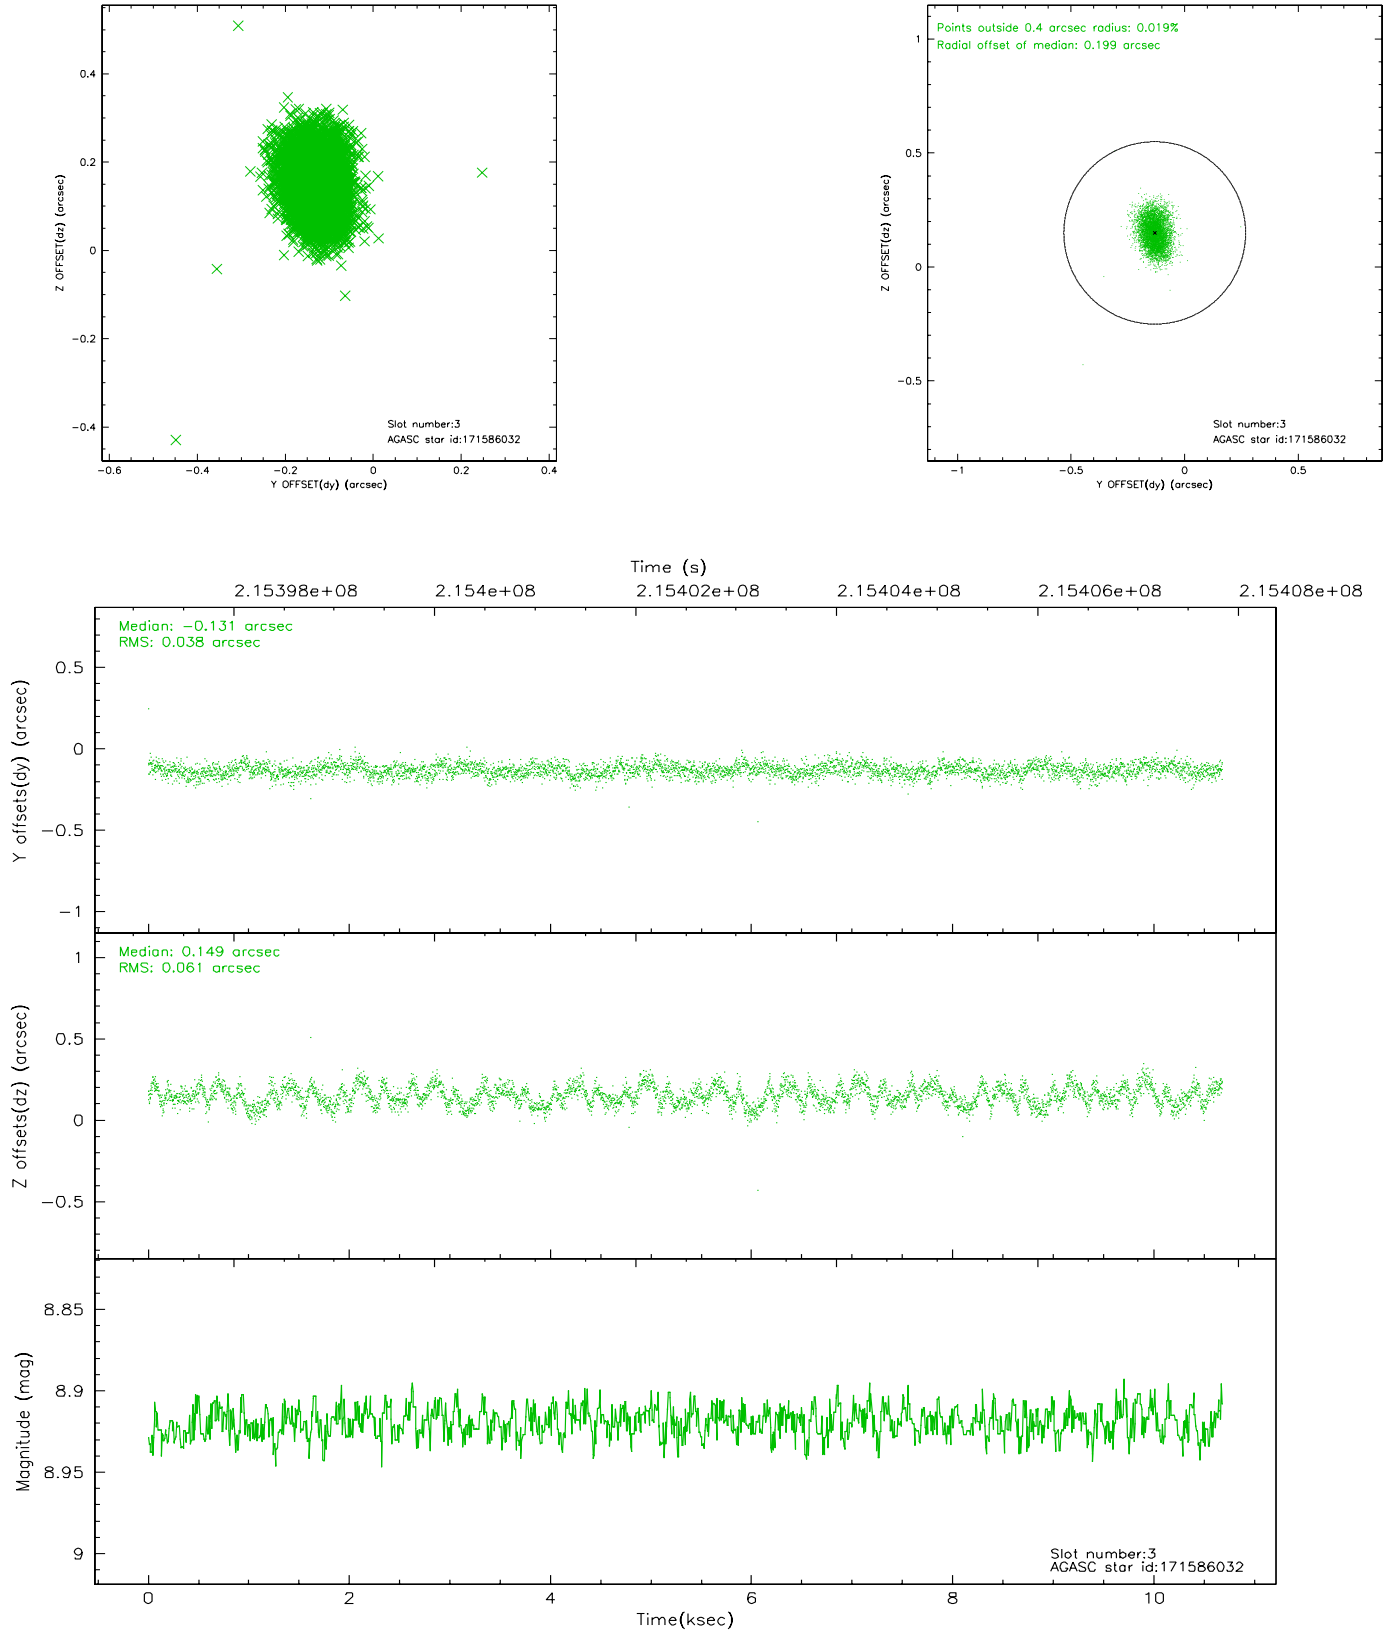 0.4
0.2
0
−0.2
−0.4
Z OFFSET(dz) (arcsec)
−0.6
−0.4
−0.2
0
0.2
0.4
Y OFFSET(dy) (arcsec)
Slot number:3
AGASC star id:171586032
Points outside 0.4 arcsec radius: 0.019%
Radial offset of median: 0.199 arcsec
1
0.5
0
−0.5
Z OFFSET(dz) (arcsec)
−1
−0.5
0
0.5
Y OFFSET(dy) (arcsec)
Slot number:3
AGASC star id:171586032
Time (s)
2.15398e+08
2.154e+08
2.15402e+08
2.15404e+08
2.15406e+08
2.15408e+08
Median: −0.131 arcsec
RMS: 0.038 arcsec
0.5
0
−0.5
−1
Y offsets(dy) (arcsec)
Median: 0.149 arcsec
RMS: 0.061 arcsec
1
0.5
0
−0.5
Z offsets(dz) (arcsec)
8.85
8.9
8.95
9
Magnitude (mag)
Slot number:3
AGASC star id:171586032
0
2
4
6
8
10
Time(ksec)